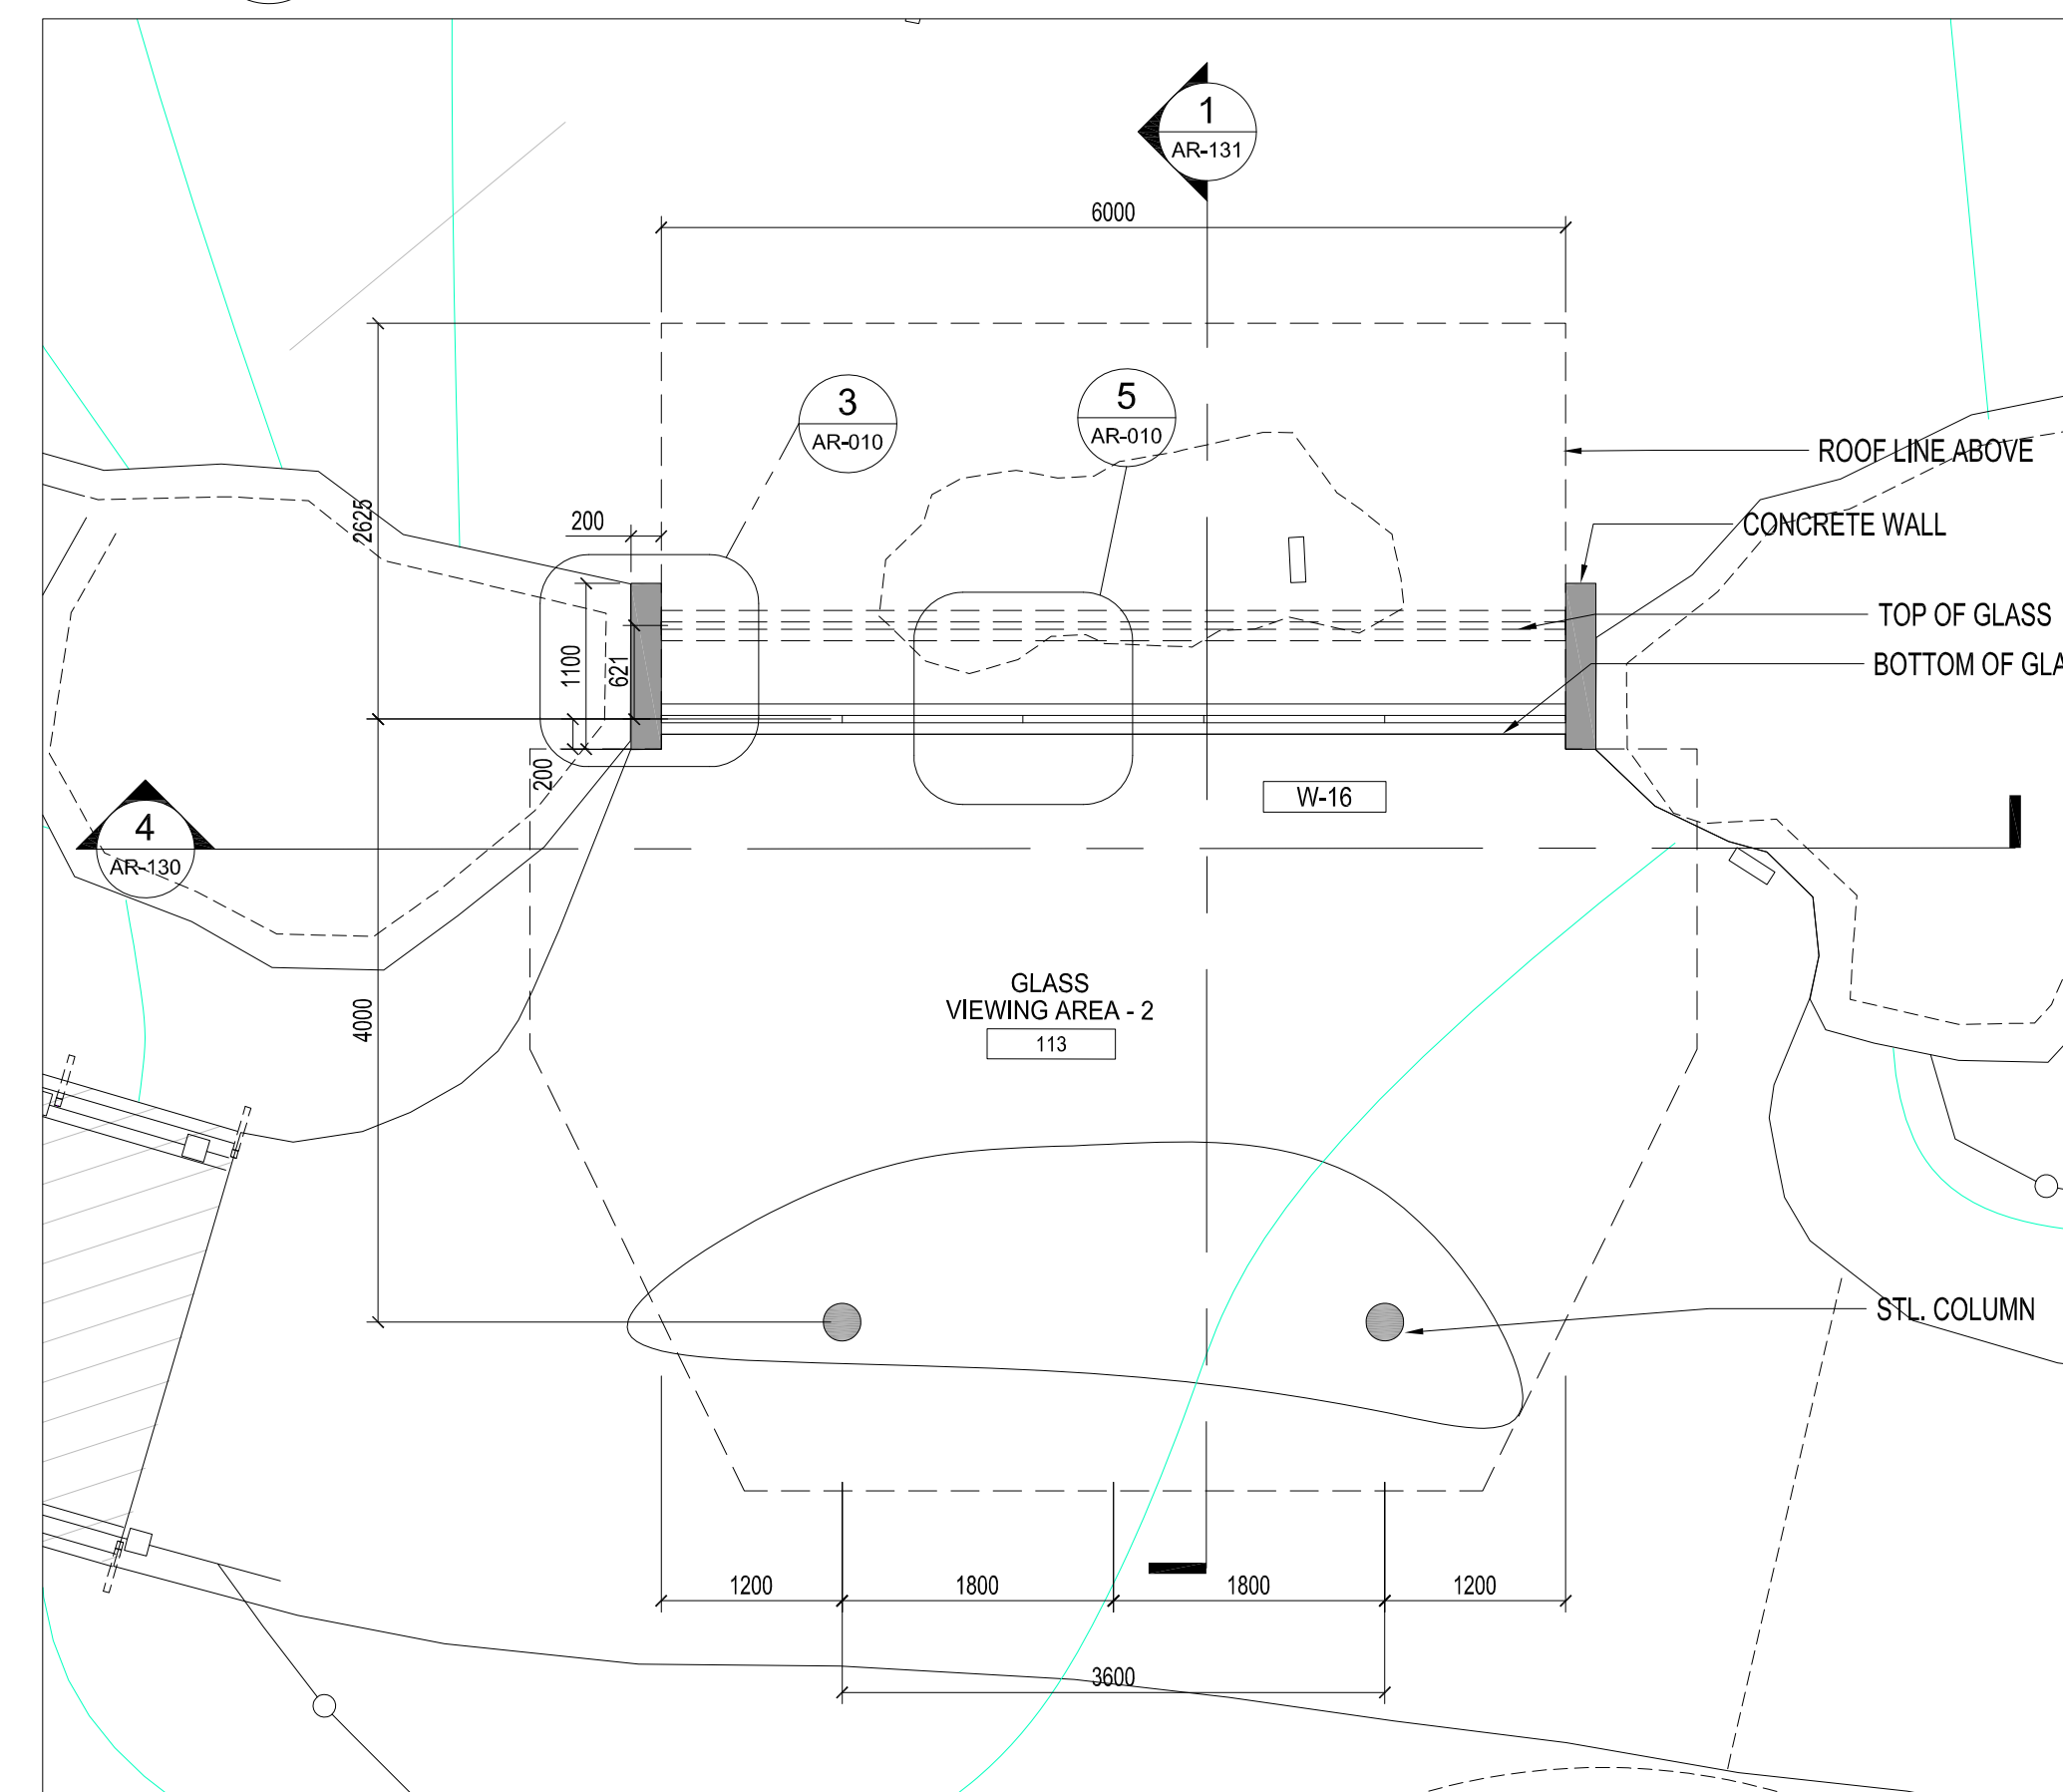 1
AR-131
6000
3
AR-010
5
AR-010
ROOF LINE ABOVE
2625
200
CONCRETE WALL
TOP OF GLASS
1100
621
BOTTOM OF GLA
200
W-16
4
AR-130
GLASS
VIEWING AREA - 2
113
4000
STL. COLUMN
1200
1800
1800
1200
3600